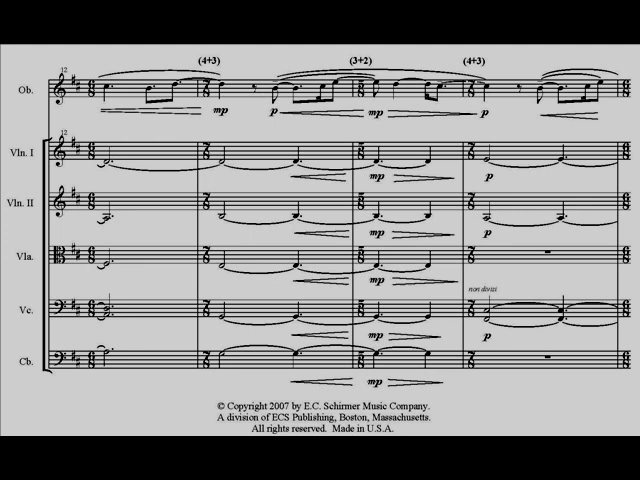 (4+3) (3+2) (4+3)
12
Ob.
mp p mp p
12
Vln. I
mp p
Vln. II
mp p
Vla.
mp
non divisi
Vc.
mp p
Cb.
mp
© Copyright 2007 by E.C. Schirmer Music Company.
A division of ECS Publishing, Boston, Massachusetts.
All rights reserved. Made in U.S.A.